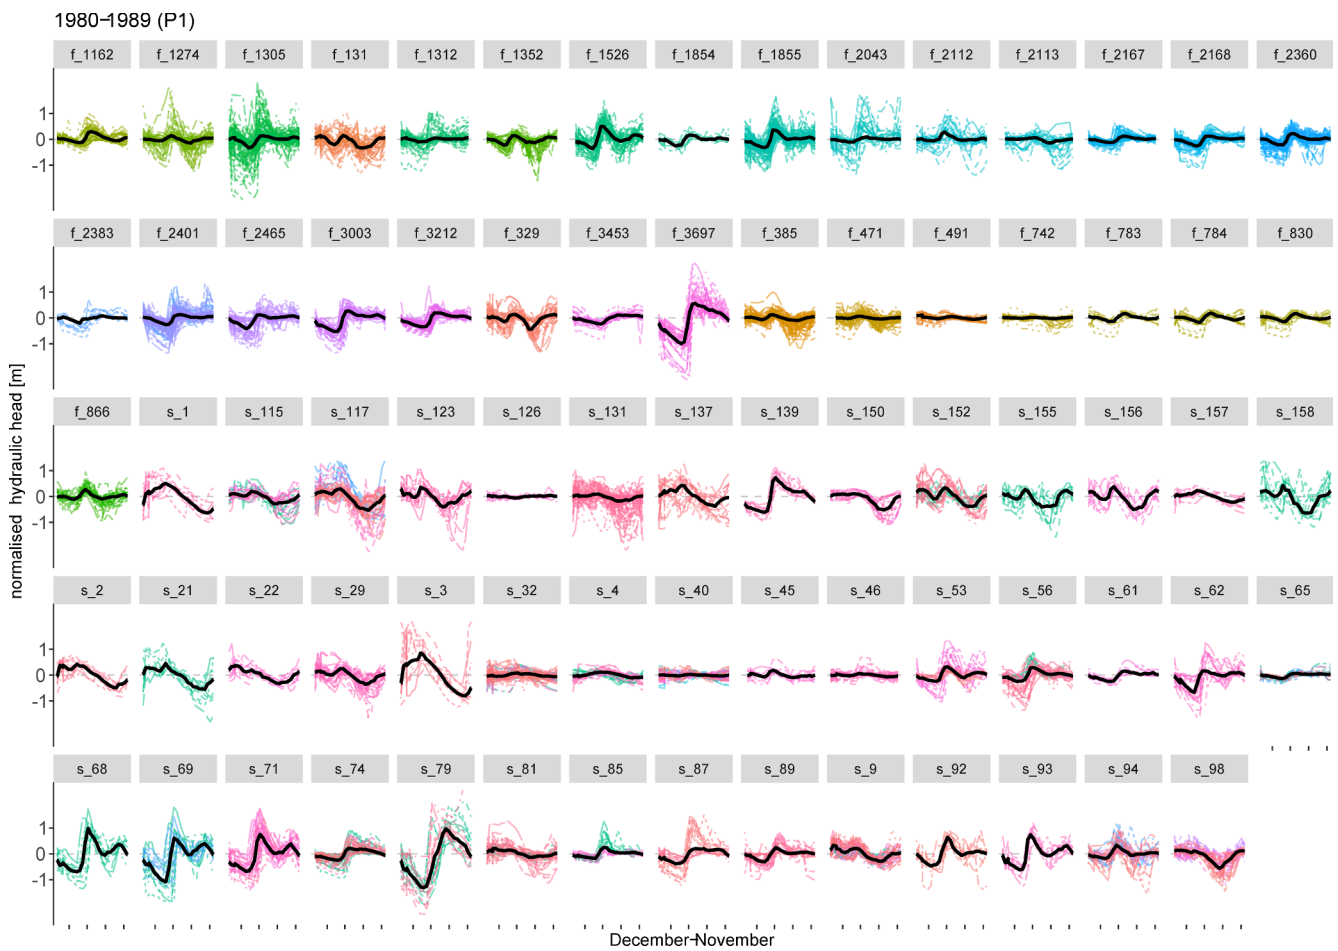 1980-1989 (P1)
f_1162 f_1274 f_1305 f_131 f_1312 f_1352 f_1526 f_1854 f_1855 f_2043 f_2112 f_2113 f_2167 f_2168 f_2360
1
0
-1
f_2383 f_2401 f_2465 f_3003 f_3212 f_329 f_3453 f_3697 f_385 f_471 f_491 f_742 f_783 f_784 f_830
1
0
-1
f_866 s_1 s_115 s_117 s_123 s_126 s_131 s_137 s_139 s_150 s_152 s_155 s_156 s_157 s_158
1
0
-1
s_2 s_21 s_22 s_29 s_3 s_32 s_4 s_40 s_45 s_46 s_53 s_56 s_61 s_62 s_65
1
0
-1
s_68 s_69 s_71 s_74 s_79 s_81 s_85 s_87 s_89 s_9 s_92 s_93 s_94 s_98
1
0
-1
normalised hydraulic head [m]
December-November